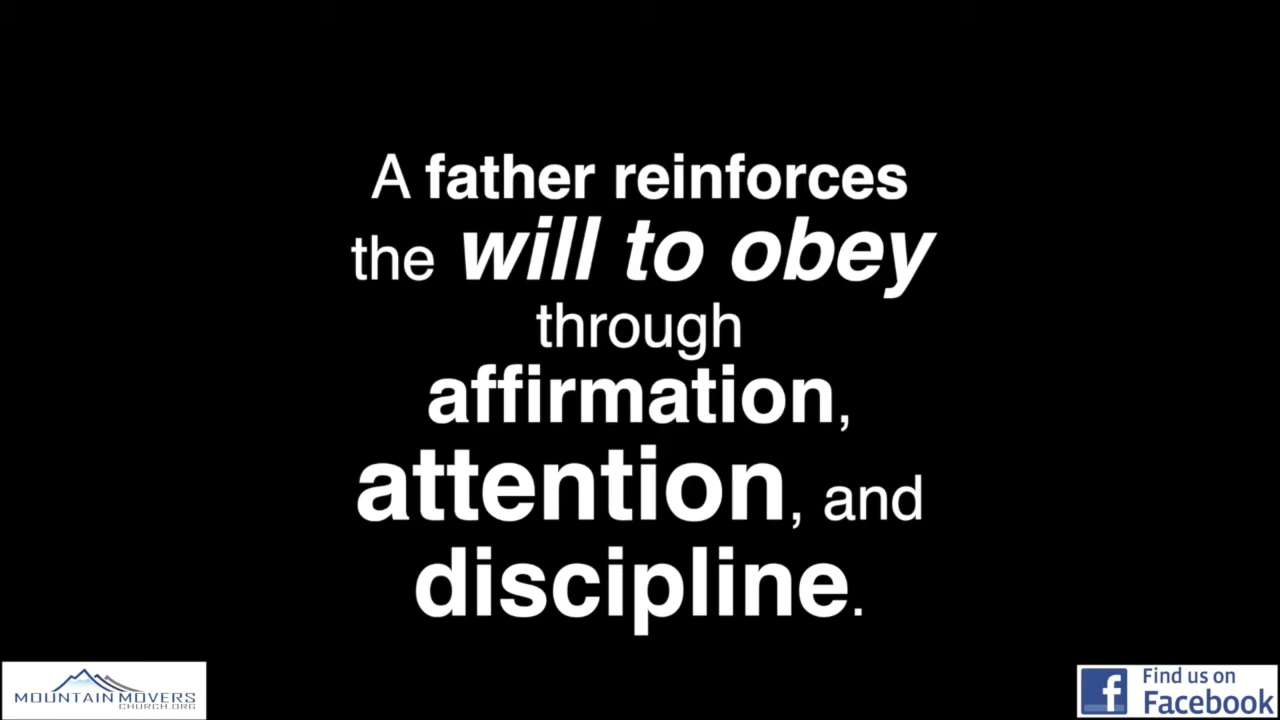 A father reinforces
the will to obey
through
affirmation,
attention, and
discipline.
MOUNTAIN MOVERS
CHURCH.ORG
Find us on
Facebook